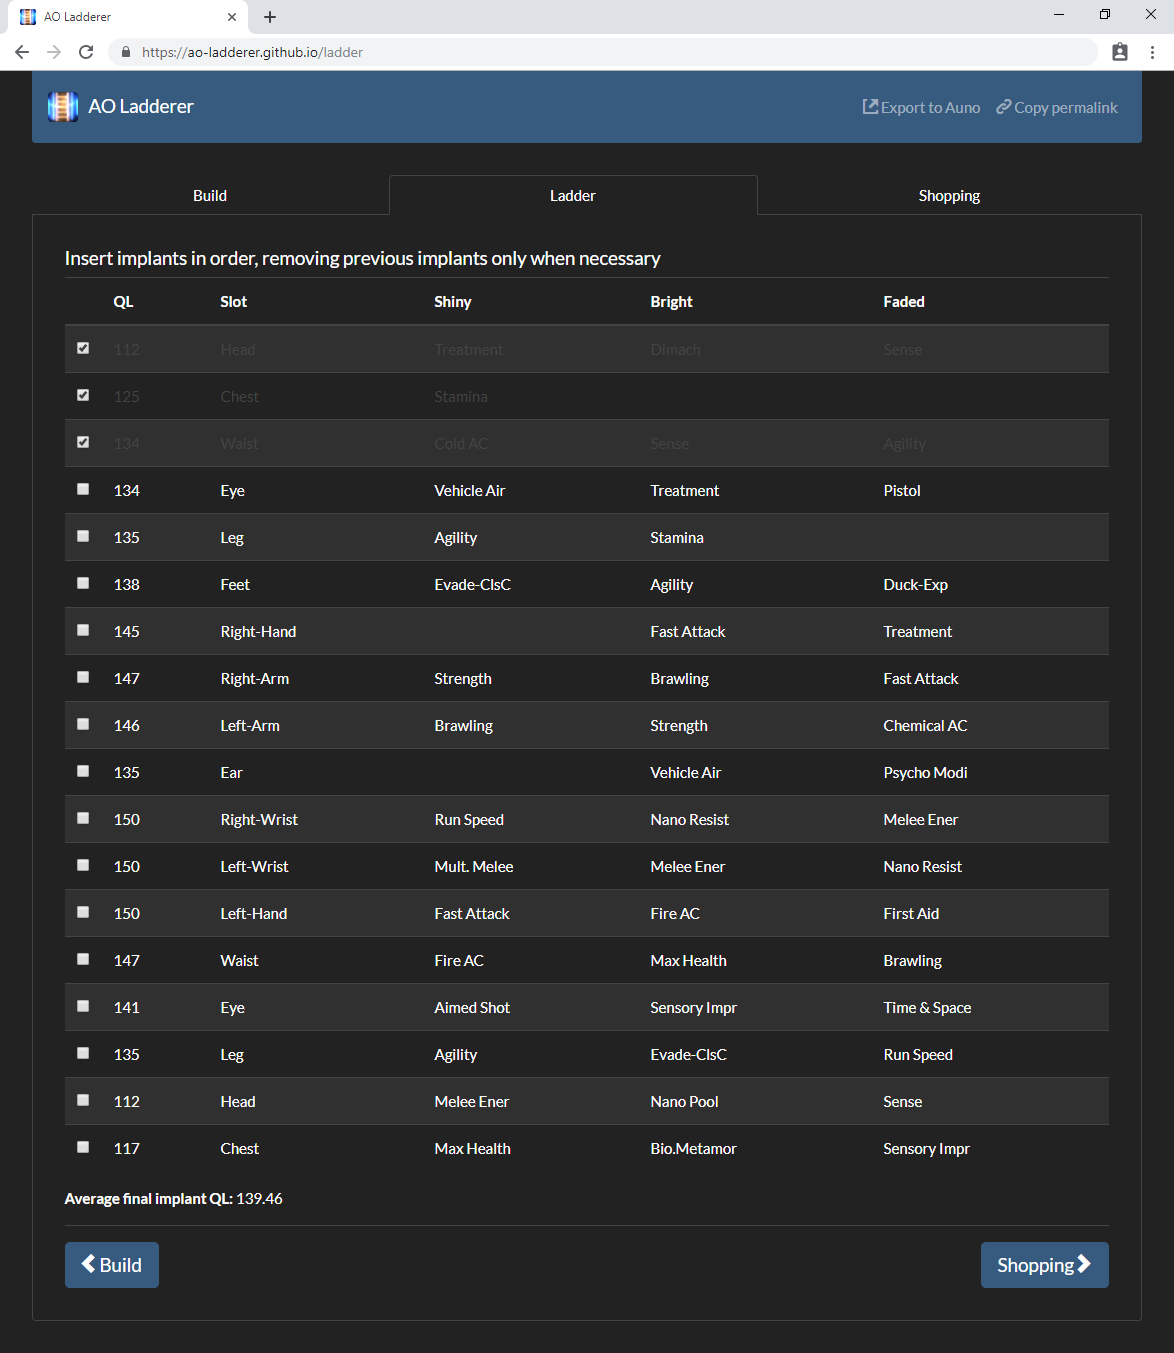 AO Ladderer
https://ao-ladderer.github.io/ladder
AO Ladderer Export to Auno Copy permalink
Build Ladder Shopping
Insert implants in order, removing previous implants only when necessary
QL Slot Shiny Bright Faded
112 Head Treatment Dimach Sense
125 Chest Stamina
134 Waist Cold AC Sense Agility
134 Eye Vehicle Air Treatment Pistol
135 Leg Agility Stamina
138 Feet Evade-ClsC Agility Duck-Exp
145 Right-Hand Fast Attack Treatment
147 Right-Arm Strength Brawling Fast Attack
146 Left-Arm Brawling Strength Chemical AC
135 Ear Vehicle Air Psycho Modi
150 Right-Wrist Run Speed Nano Resist Melee Ener
150 Left-Wrist Mult. Melee Melee Ener Nano Resist
150 Left-Hand Fast Attack Fire AC First Aid
147 Waist Fire AC Max Health Brawling
141 Eye Aimed Shot Sensory Impr Time & Space
135 Leg Agility Evade-ClsC Run Speed
112 Head Melee Ener Nano Pool Sense
117 Chest Max Health Bio.Metamor Sensory Impr
Average final implant QL: 139.46
Build Shopping